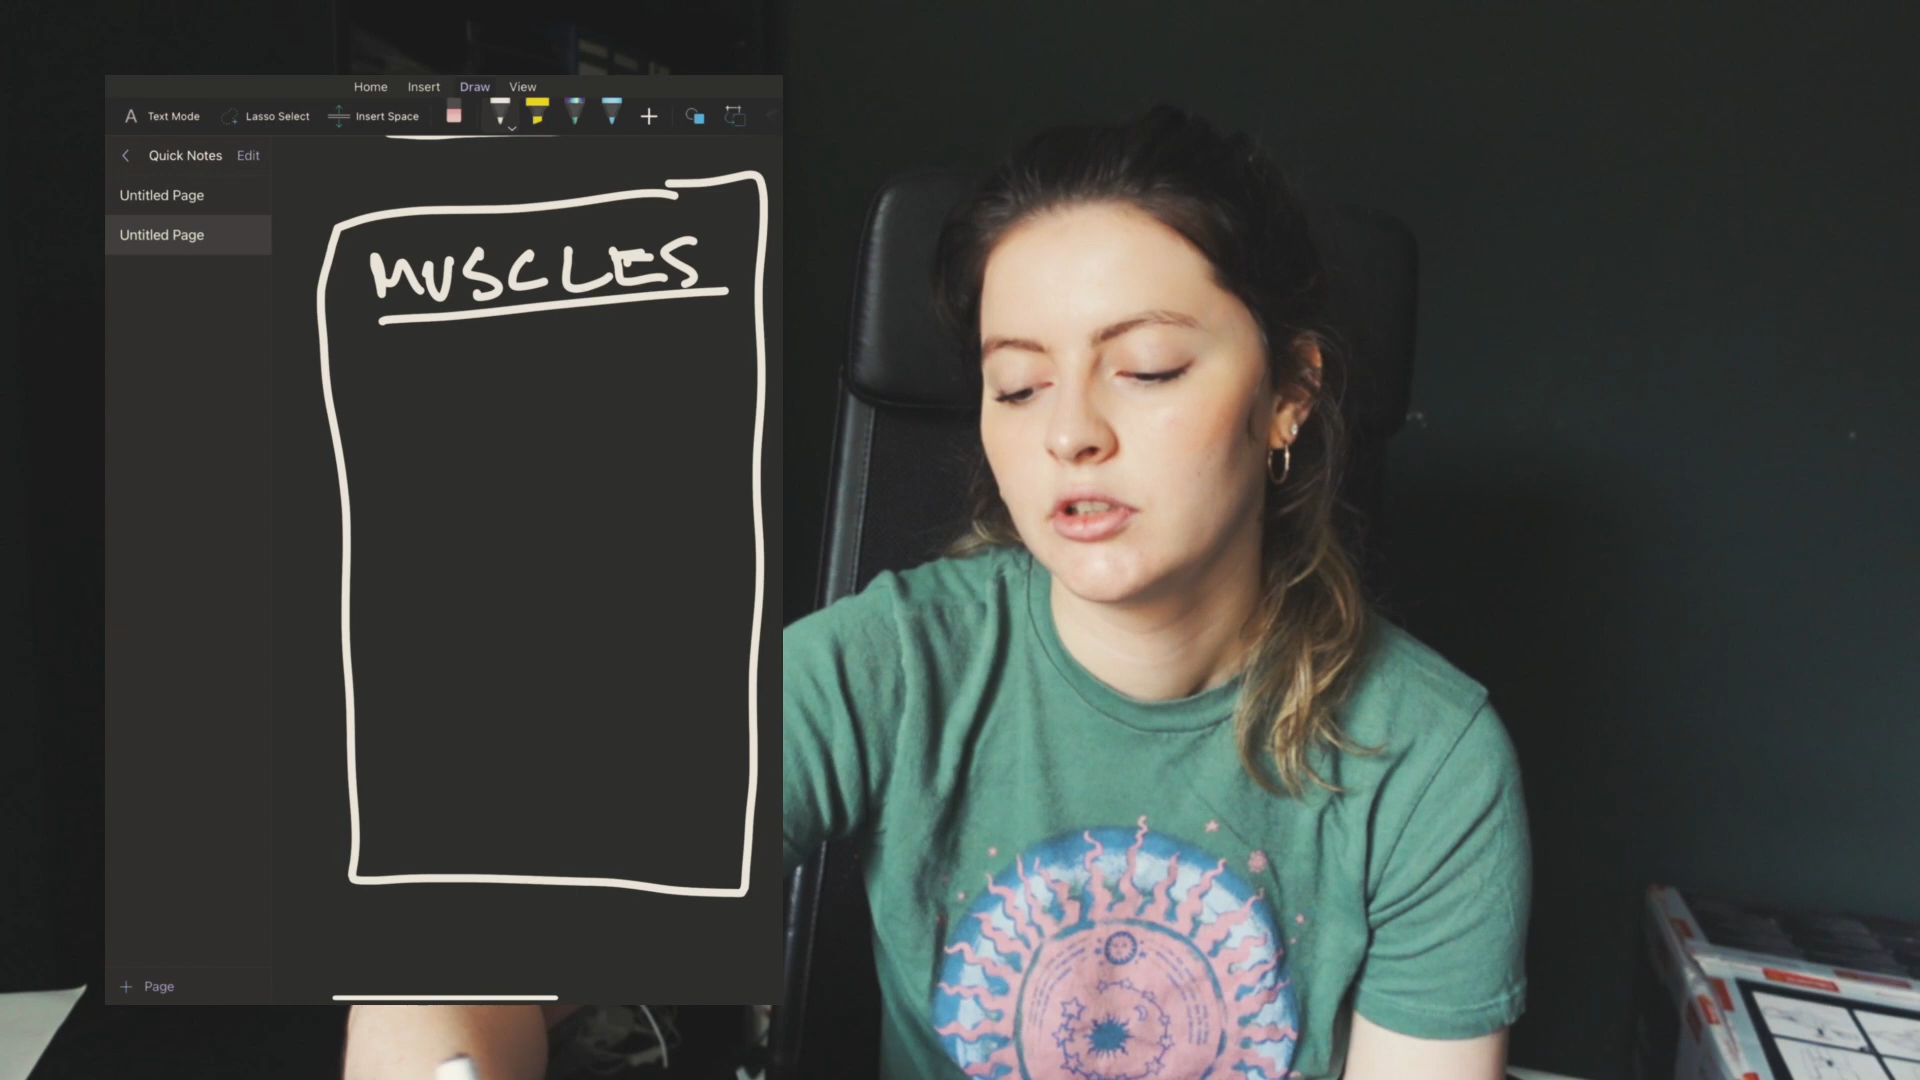 Home Insert Draw View
A Text Mode Lasso Select Insert Space
Quick Notes Edit
Untitled Page
Untitled Page
MUSCLES
+ Page